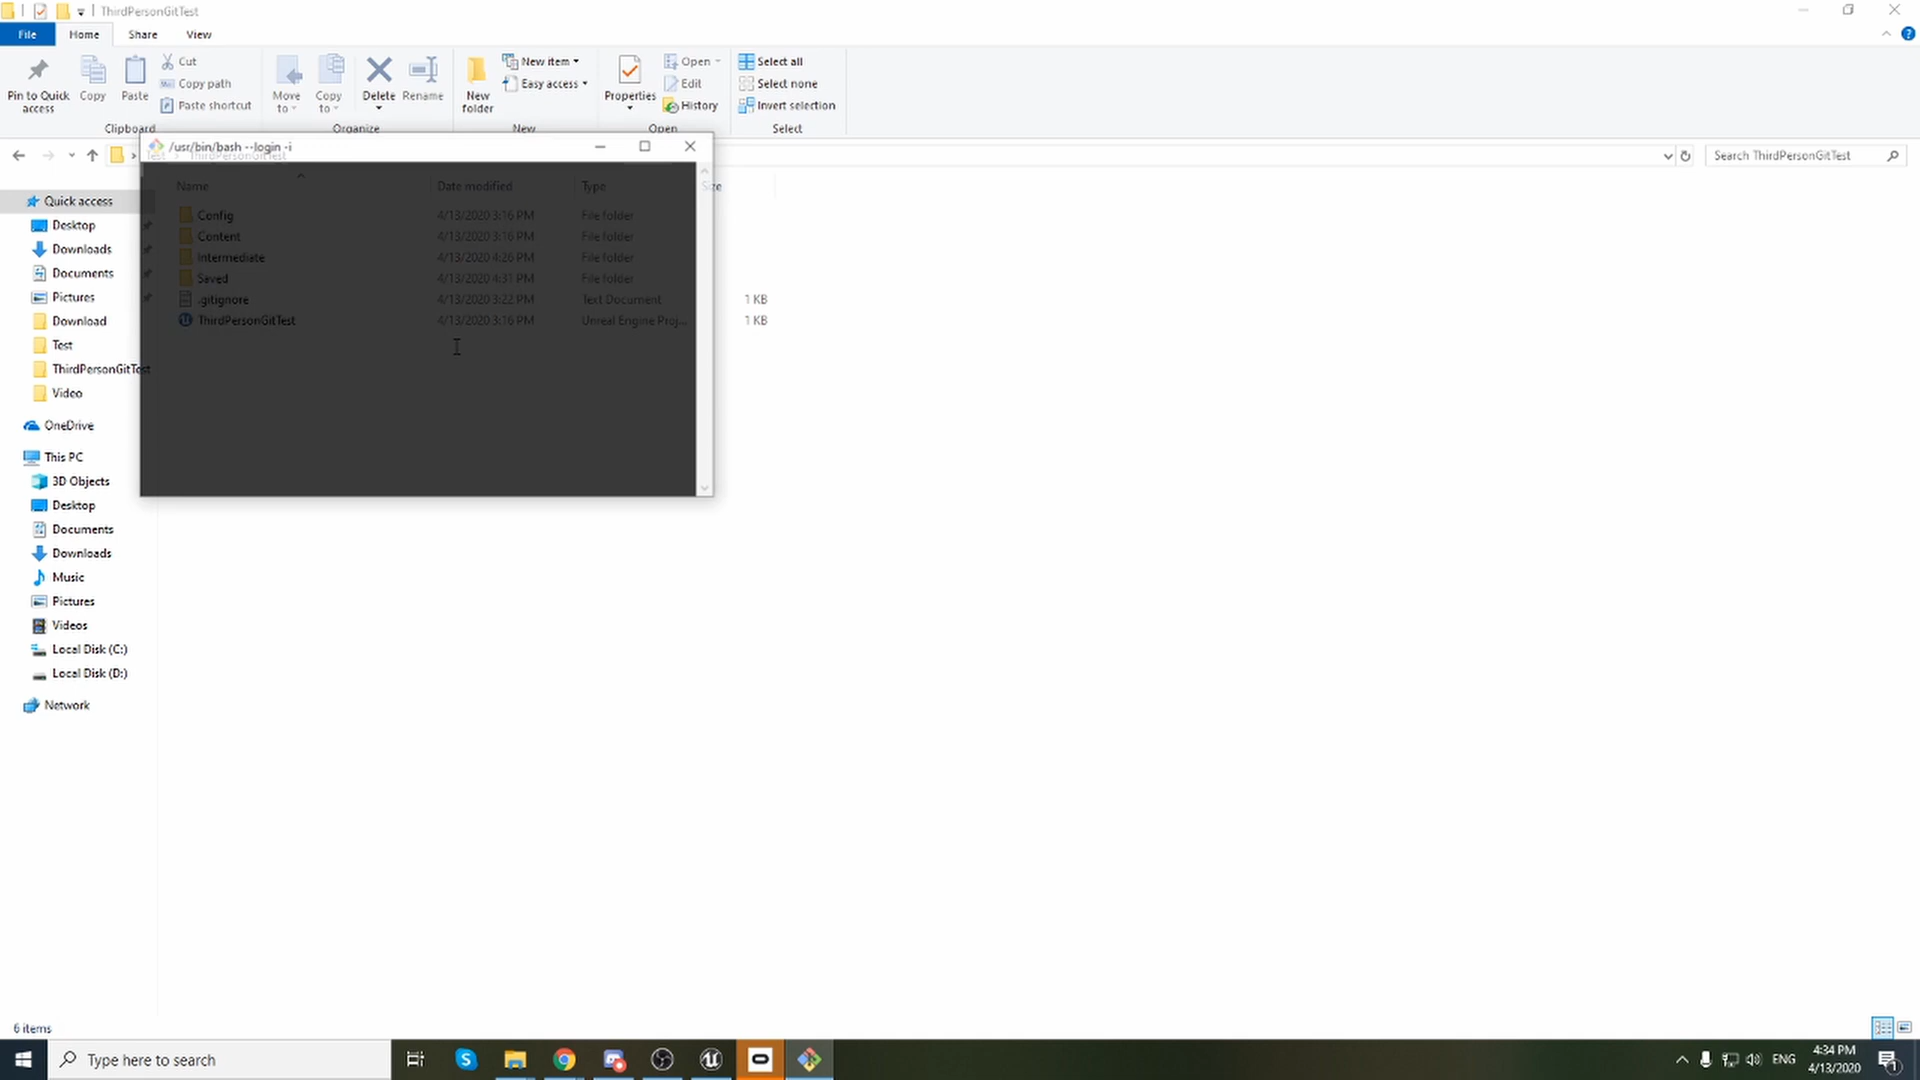 ThirdPersonGitTest
File Home Share View
Pin to Quick access
Copy
Paste
Cut
Copy path
Paste shortcut
Clipboard
Move to
Copy to
Delete
Rename
Organize
New folder
New item
Easy access
New
Properties
Open
Edit
History
Open
Select all
Select none
Invert selection
Select
/usr/bin/bash --login -i
Test > ThirdPersonGitTest
Search ThirdPersonGitTest
Name Date modified Type Size
Config 4/13/2020 3:16 PM File folder
Content 4/13/2020 3:16 PM File folder
Intermediate 4/13/2020 4:26 PM File folder
Saved 4/13/2020 4:31 PM File folder
.gitignore 4/13/2020 3:22 PM Text Document 1 KB
ThirdPersonGitTest 4/13/2020 3:16 PM Unreal Engine Proj... 1 KB
Quick access
Desktop
Downloads
Documents
Pictures
Download
Test
ThirdPersonGitTest
Video
OneDrive
This PC
3D Objects
Desktop
Documents
Downloads
Music
Pictures
Videos
Local Disk (C:)
Local Disk (D:)
Network
6 items
Type here to search
ENG
4:34 PM
4/13/2020
1